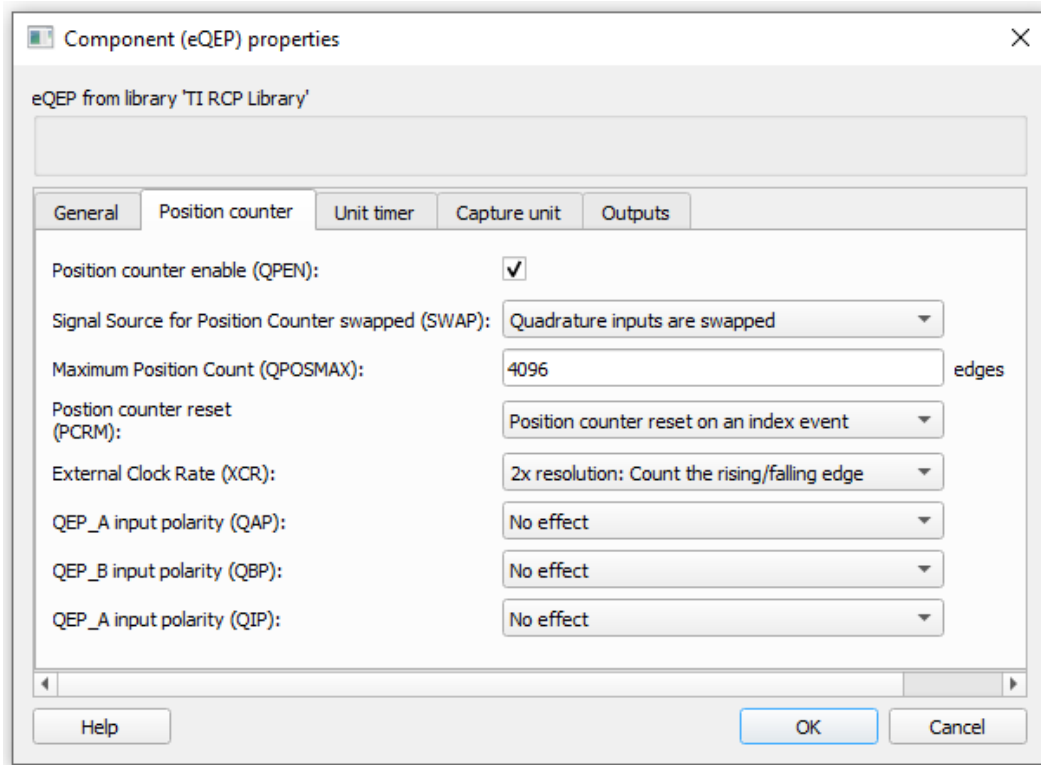 Component (eQEP) properties
eQEP from library 'TI RCP Library'
General Position counter Unit timer Capture unit Outputs
Position counter enable (QPEN):
Signal Source for Position Counter swapped (SWAP): Quadrature inputs are swapped
Maximum Position Count (QPOSMAX): 4096 edges
Postion counter reset
(PCRM): Position counter reset on an index event
External Clock Rate (XCR): 2x resolution: Count the rising/falling edge
QEP_A input polarity (QAP): No effect
QEP_B input polarity (QBP): No effect
QEP_A input polarity (QIP): No effect
Help OK Cancel